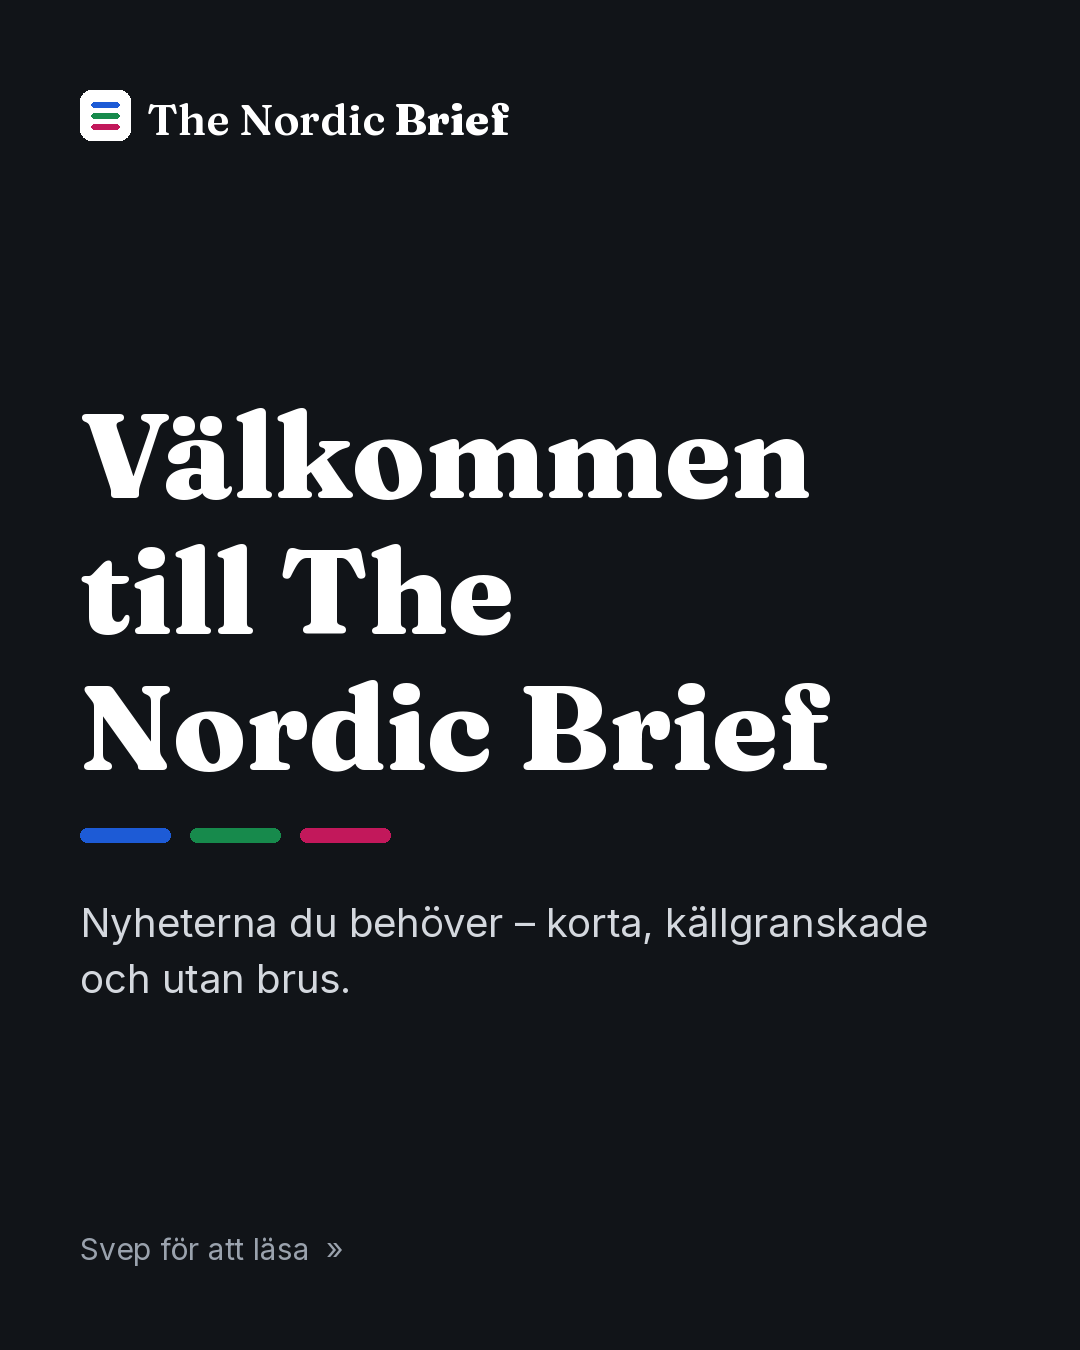 The Nordic Brief
Välkommen
till The
Nordic Brief
Nyheterna du behöver – korta, källgranskade
och utan brus.
Svep för att läsa »